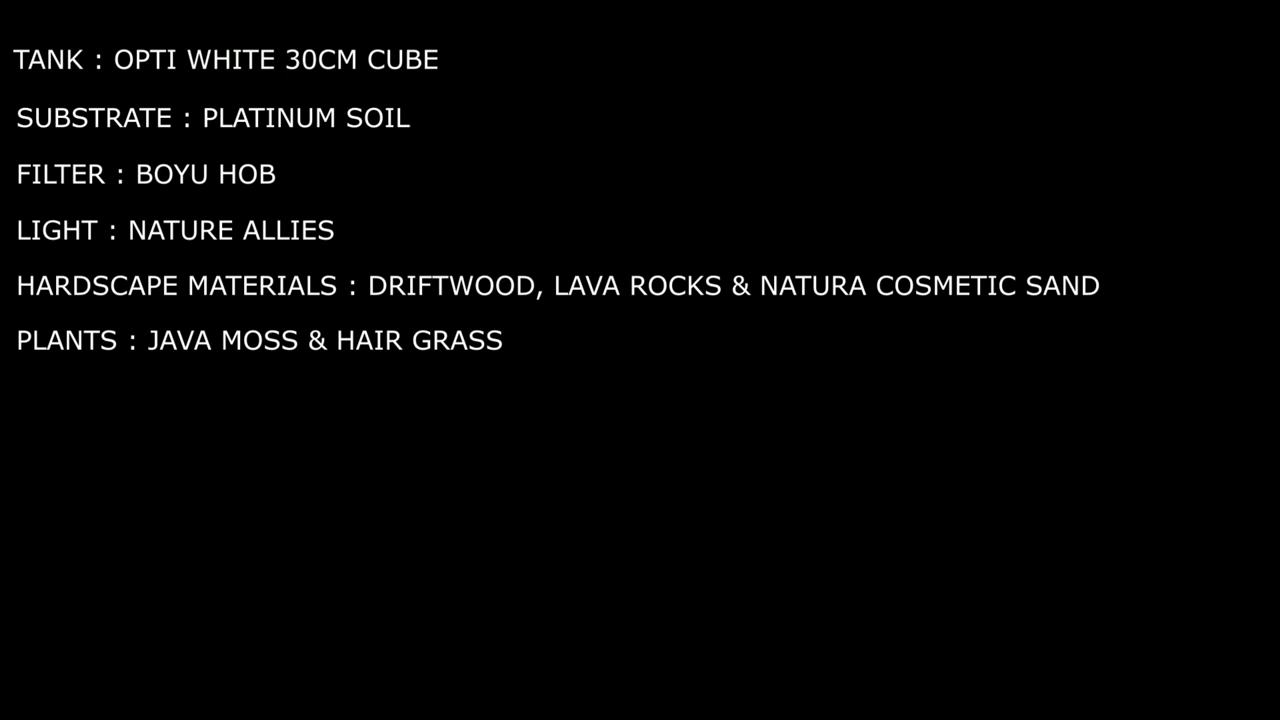 TANK : OPTI WHITE 30CM CUBE
SUBSTRATE : PLATINUM SOIL
FILTER : BOYU HOB
LIGHT : NATURE ALLIES
HARDSCAPE MATERIALS : DRIFTWOOD, LAVA ROCKS & NATURA COSMETIC SAND
PLANTS : JAVA MOSS & HAIR GRASS